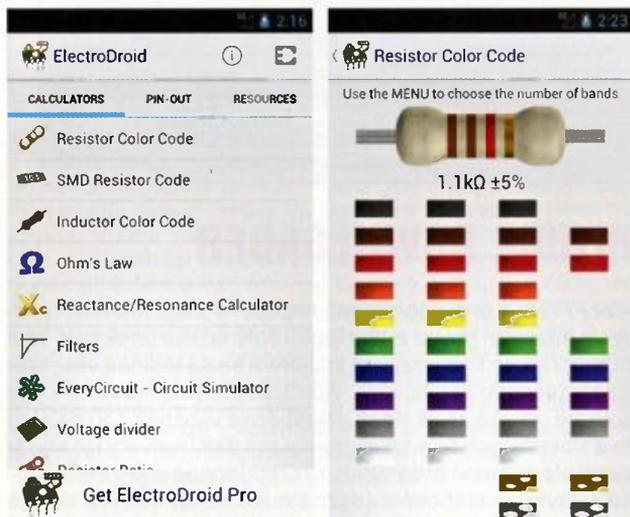 2:16
ElectroDroid
CALCULATORS PIN-OUT RESOURCES
Resistor Color Code
SMD Resistor Code
Inductor Color Code
Ohm's Law
Reactance/Resonance Calculator
Filters
EveryCircuit - Circuit Simulator
Voltage divider
Resistor Ratio
Get ElectroDroid Pro
2:23
Resistor Color Code
Use the MENU to choose the number of bands
1.1kΩ ±5%